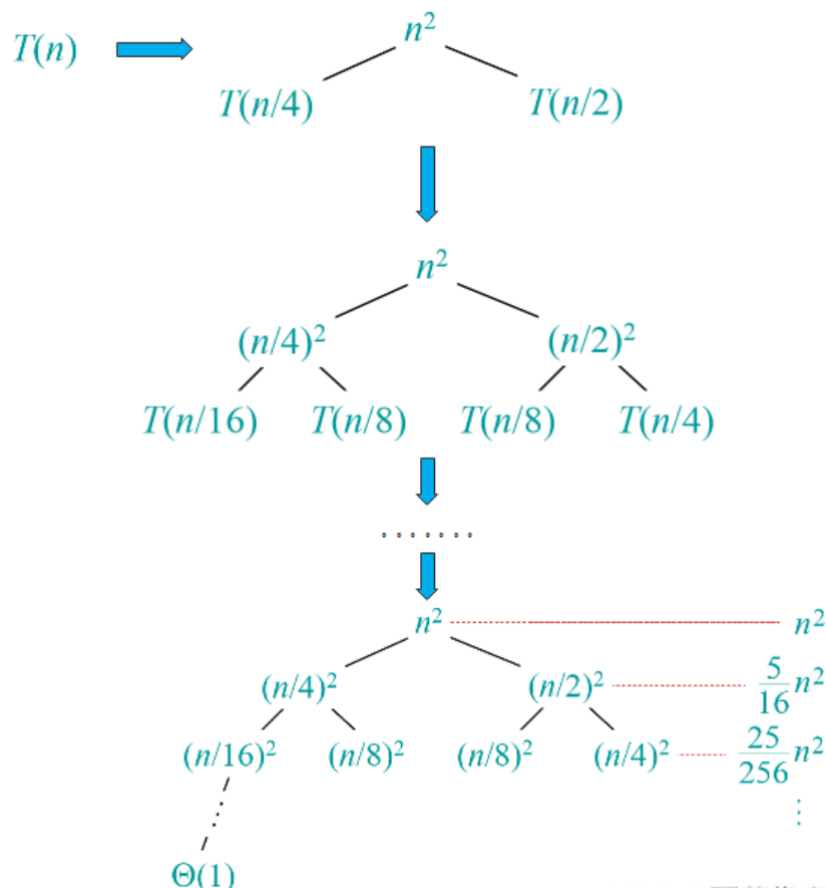 T(n)
n²
T(n/4) T(n/2)
n²
(n/4)² (n/2)²
T(n/16) T(n/8) T(n/8) T(n/4)
.......
n² n²
(n/4)² (n/2)² 5/16 n²
(n/16)² (n/8)² (n/8)² (n/4)² 25/256 n²
⋮
Θ(1)